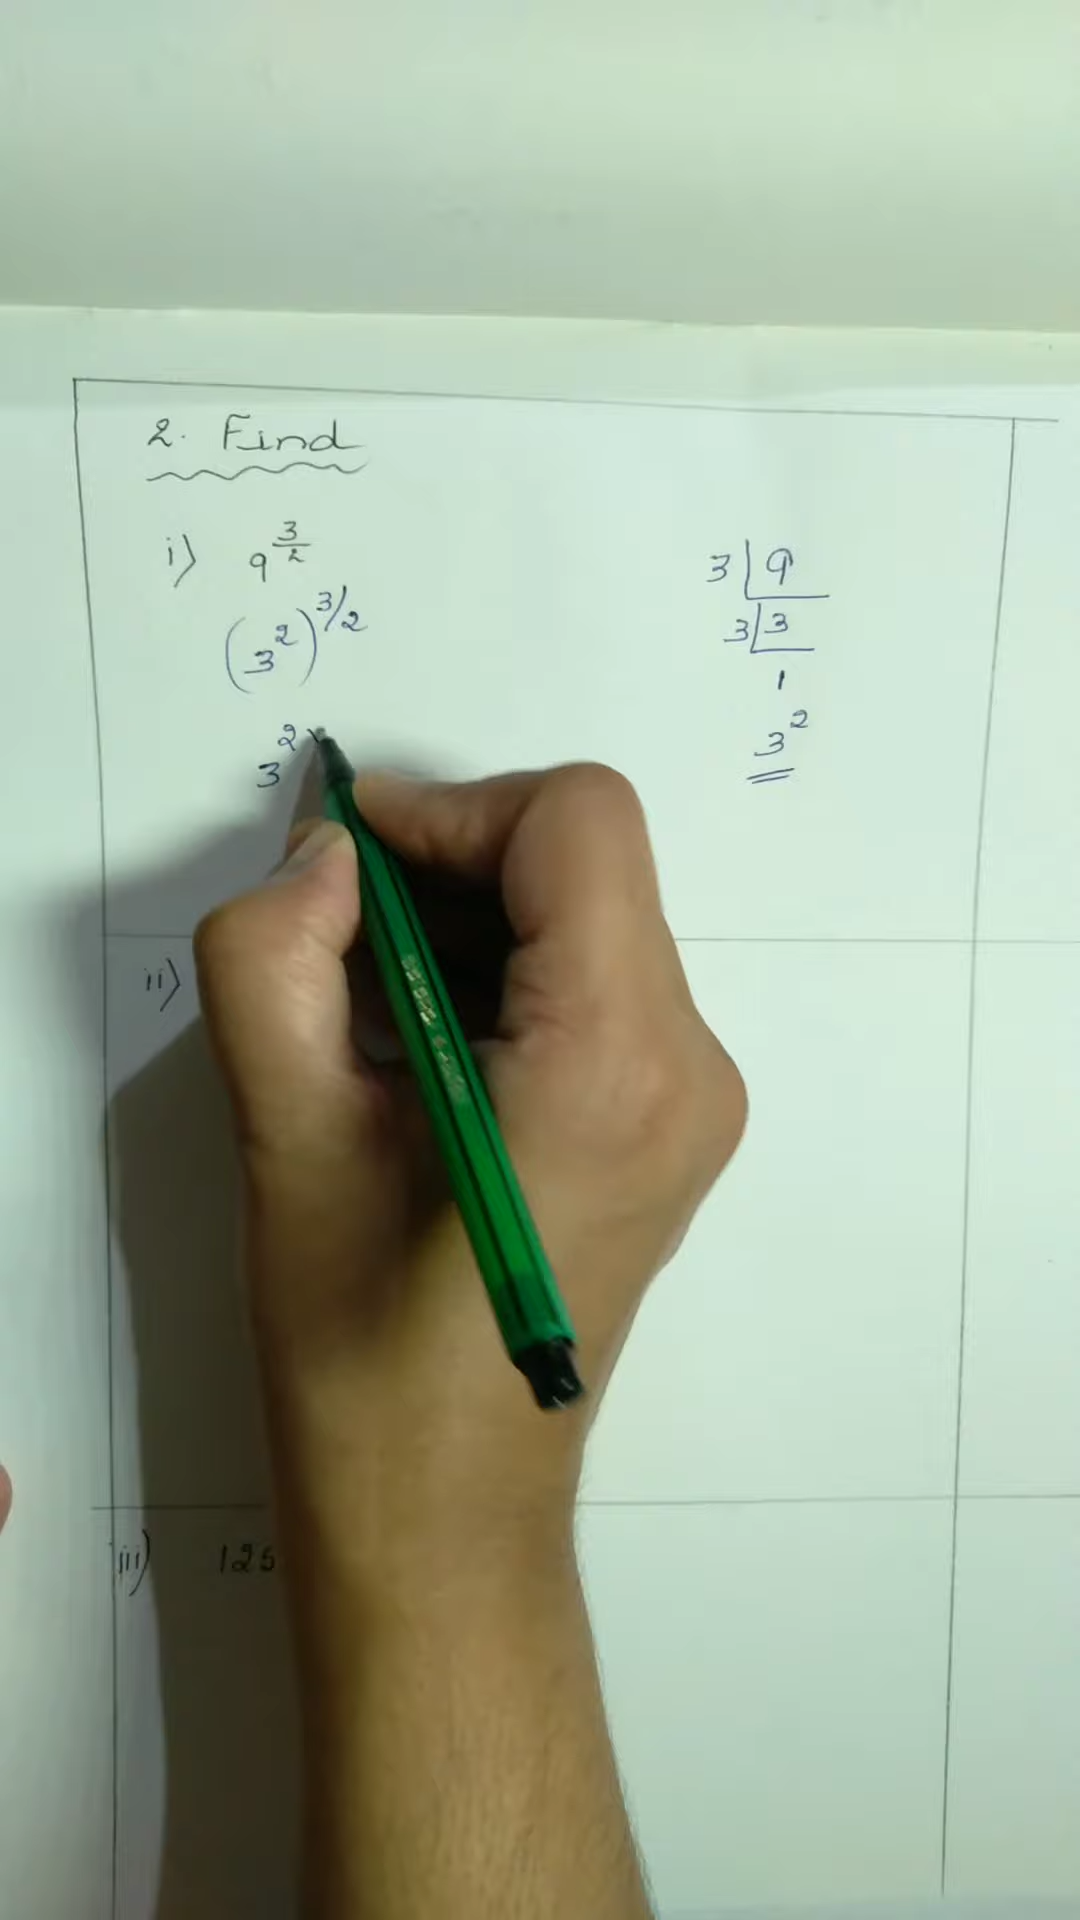 2. Find
i) 9^(3/2)
(3^2)^(3/2)
3^2 ×
3 | 9
3 | 3
1
3^2
ii)
iii) 125